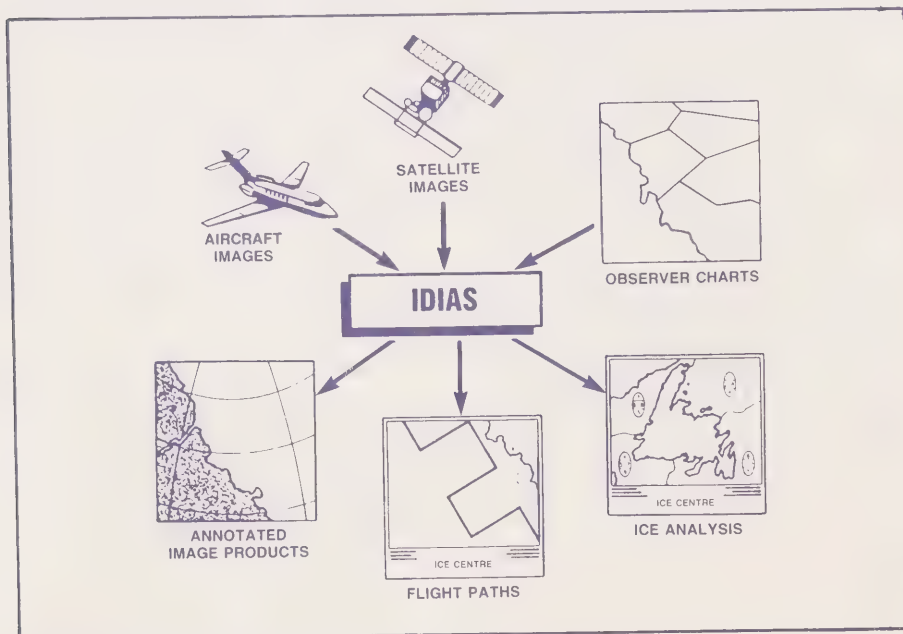 SATELLITE
IMAGES
AIRCRAFT
IMAGES
OBSERVER CHARTS
IDIAS
ANNOTATED
IMAGE PRODUCTS
ICE CENTRE
FLIGHT PATHS
ICE CENTRE
ICE ANALYSIS